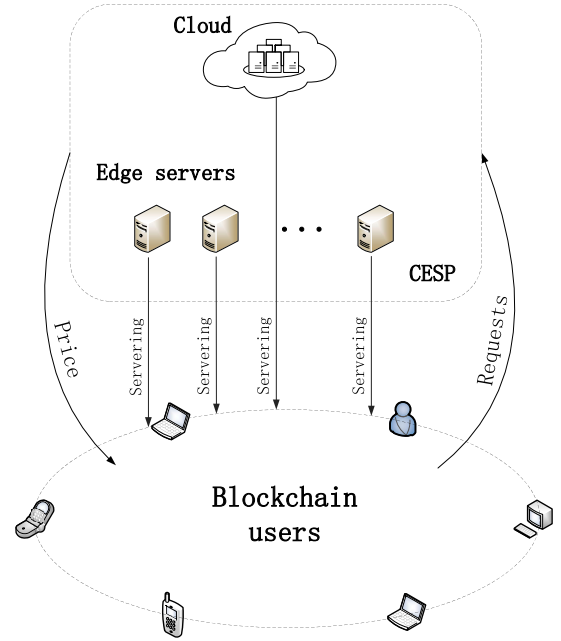 Cloud
Edge servers
...
CESP
Price
Servering
Servering
Servering
Servering
Requests
Blockchain
users